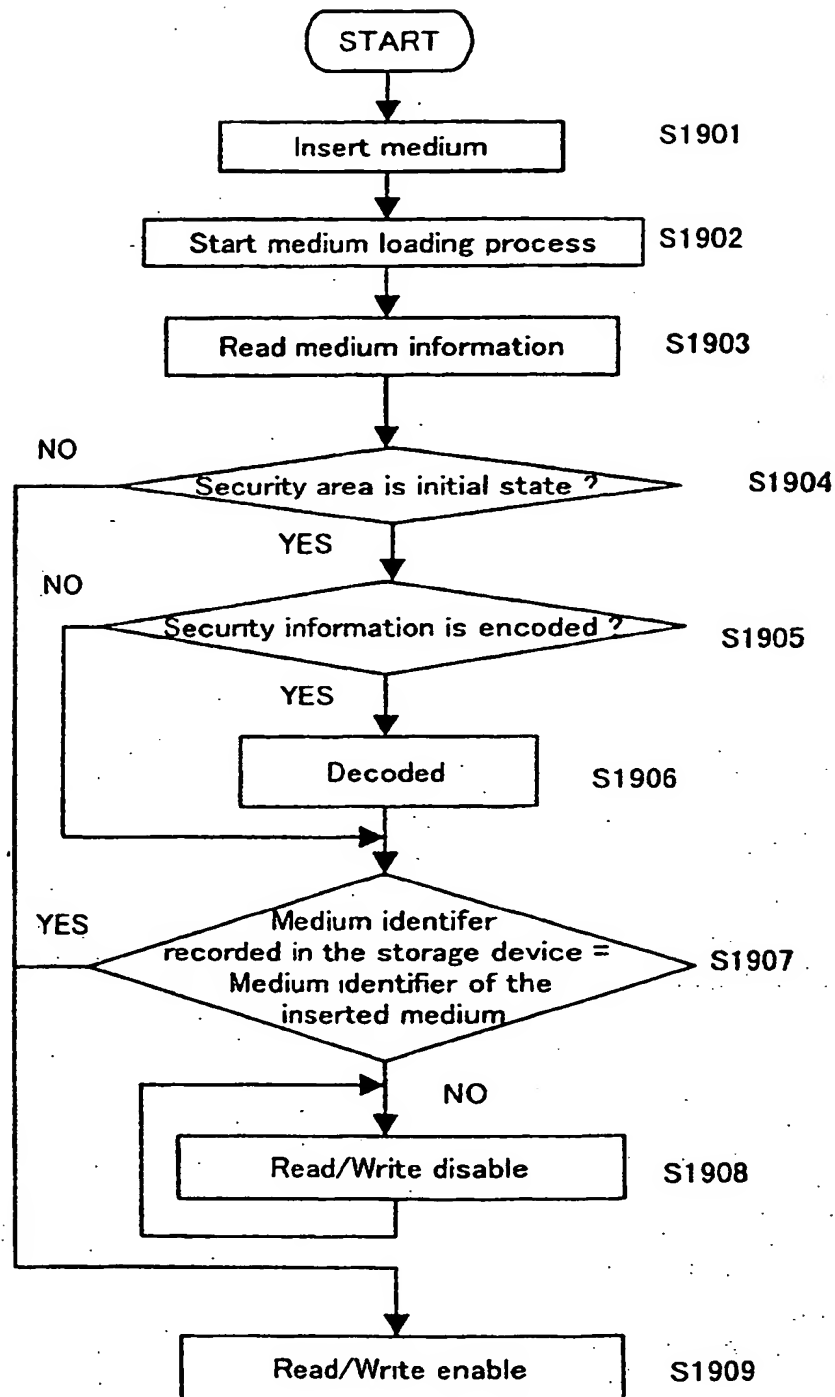 START
Insert medium
S1901
Start medium loading process
S1902
Read medium information
S1903
NO
Security area is initial state ?
S1904
YES
NO
Security information is encoded ?
S1905
YES
Decoded
S1906
YES
Medium identifer
recorded in the storage device =
Medium identifier of the
inserted medium
S1907
NO
Read/Write disable
S1908
Read/Write enable
S1909